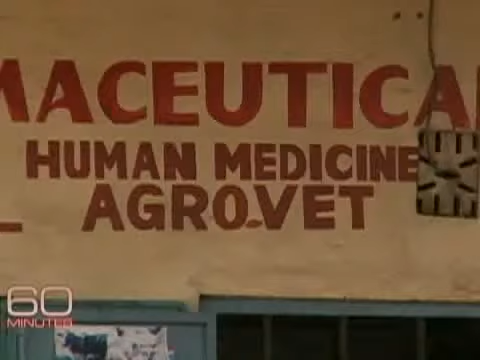 MACEUTICA
HUMAN MEDICINE
AGRO-VET
60
MINUTES